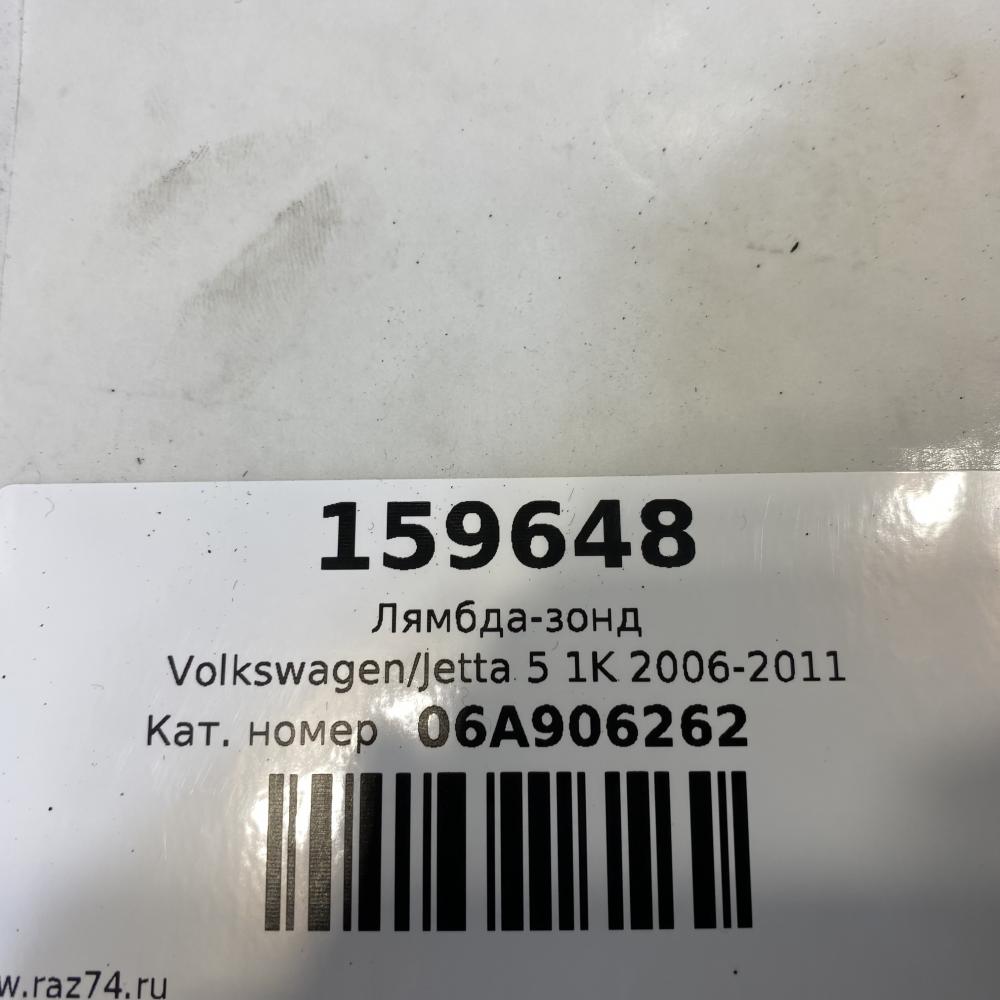 159648
Лямбда-зонд
Volkswagen/Jetta 5 1K 2006-2011
Кат. номер 06A906262
w.raz74.ru